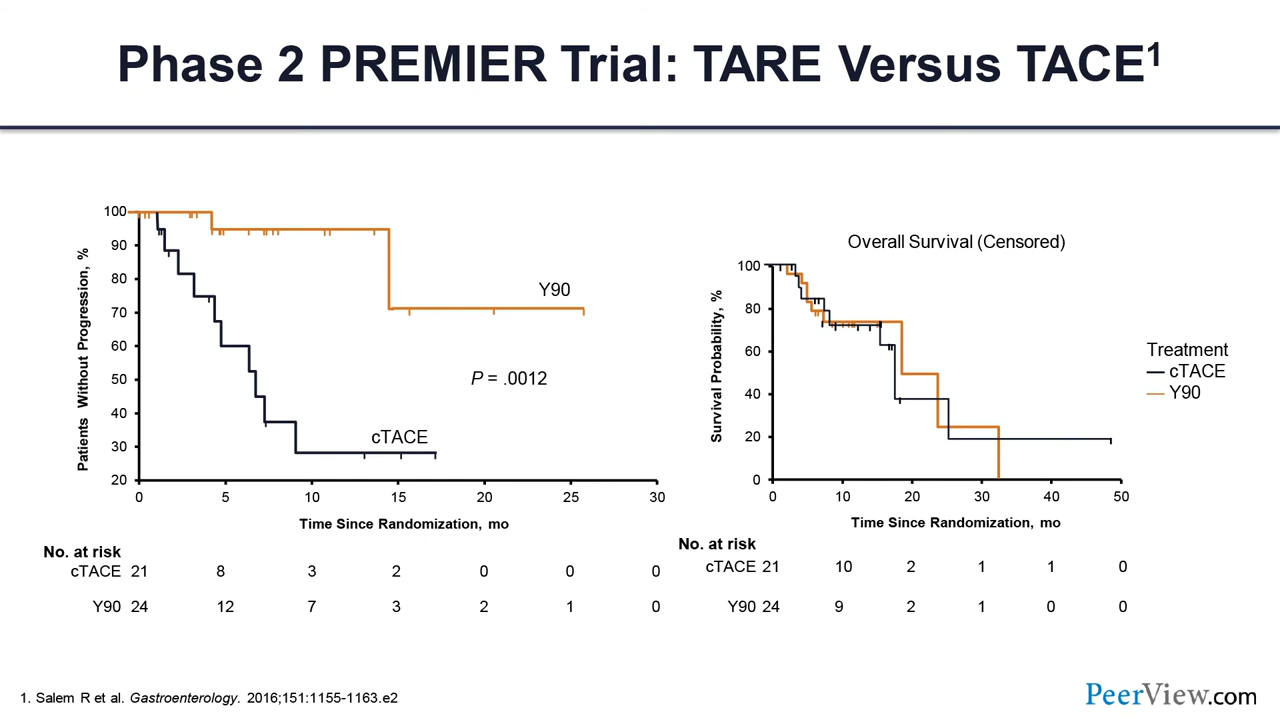 Phase 2 PREMIER Trial: TARE Versus TACE1
100
90
80
70
60
50
40
30
20
Patients Without Progression, %
Y90
P = .0012
cTACE
0 5 10 15 20 25 30
Time Since Randomization, mo
No. at risk
cTACE 21 8 3 2 0 0 0
Y90 24 12 7 3 2 1 0
Overall Survival (Censored)
100
80
60
40
20
0
Survival Probability, %
0 10 20 30 40 50
Time Since Randomization, mo
Treatment
cTACE
Y90
No. at risk
cTACE 21 10 2 1 1 0
Y90 24 9 2 1 0 0
1. Salem R et al. Gastroenterology. 2016;151:1155-1163.e2
PeerView.com